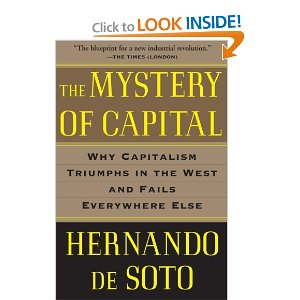 Click to LOOK INSIDE!
"The blueprint for a new industrial revolution."
—THE TIMES (LONDON)
THE MYSTERY
OF CAPITAL
WHY CAPITALISM
TRIUMPHS IN THE WEST
AND FAILS
EVERYWHERE ELSE
HERNANDO
DE SOTO